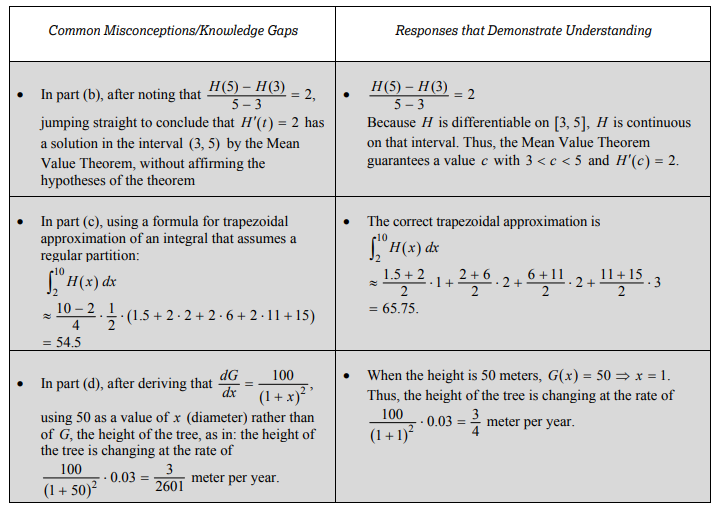 Common Misconceptions/Knowledge Gaps
Responses that Demonstrate Understanding
• In part (b), after noting that (H(5) − H(3))/(5 − 3) = 2,
jumping straight to conclude that H′(t) = 2 has
a solution in the interval (3, 5) by the Mean
Value Theorem, without affirming the
hypotheses of the theorem
• (H(5) − H(3))/(5 − 3) = 2
Because H is differentiable on [3, 5], H is continuous
on that interval. Thus, the Mean Value Theorem
guarantees a value c with 3 < c < 5 and H′(c) = 2.
• In part (c), using a formula for trapezoidal
approximation of an integral that assumes a
regular partition:
∫₂¹⁰ H(x) dx
≈ (10 − 2)/4 · 1/2 · (1.5 + 2 · 2 + 2 · 6 + 2 · 11 + 15)
= 54.5
• The correct trapezoidal approximation is
∫₂¹⁰ H(x) dx
≈ (1.5 + 2)/2 · 1 + (2 + 6)/2 · 2 + (6 + 11)/2 · 2 + (11 + 15)/2 · 3
= 65.75.
• In part (d), after deriving that dG/dx = 100/(1 + x)²,
using 50 as a value of x (diameter) rather than
of G, the height of the tree, as in: the height of
the tree is changing at the rate of
100/(1 + 50)² · 0.03 = 3/2601 meter per year.
• When the height is 50 meters, G(x) = 50 ⇒ x = 1.
Thus, the height of the tree is changing at the rate of
100/(1 + 1)² · 0.03 = 3/4 meter per year.